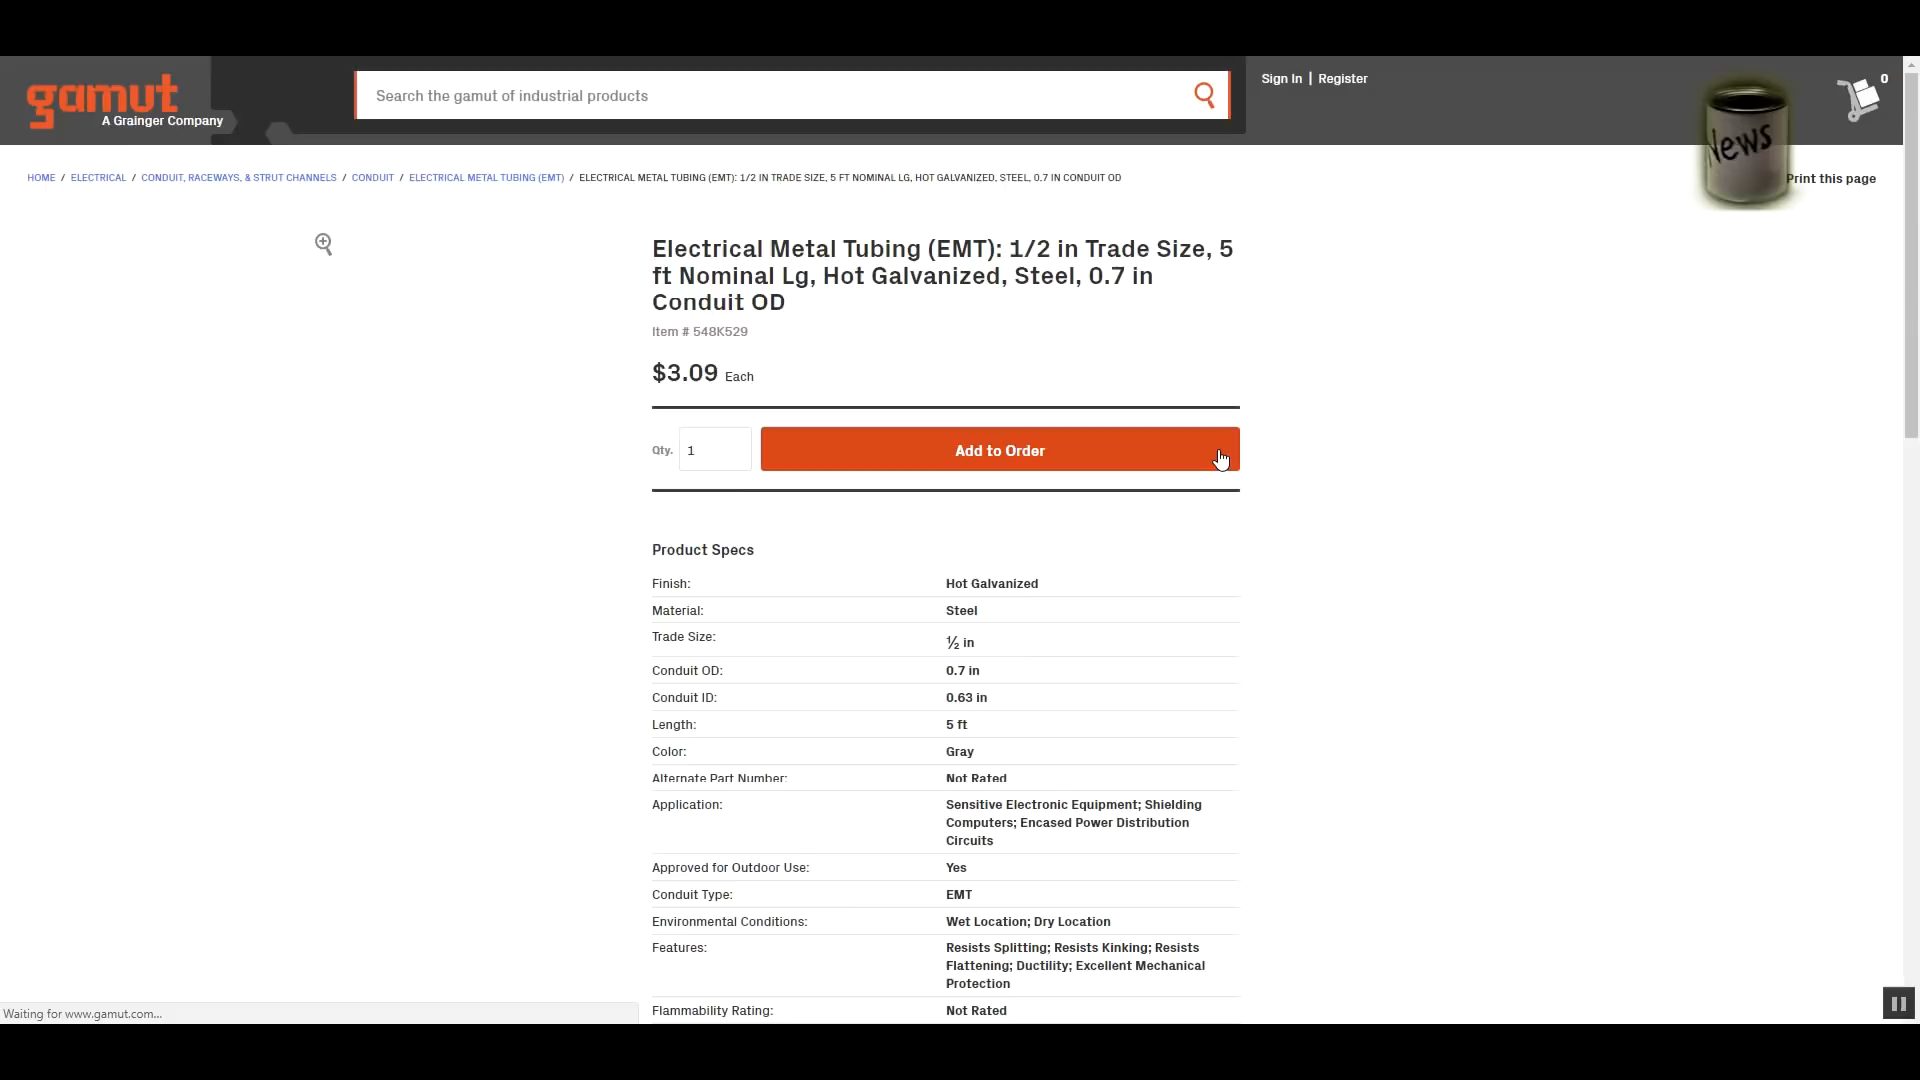 gamut
A Grainger Company
Search the gamut of industrial products
Sign In | Register
0
News
HOME / ELECTRICAL / CONDUIT, RACEWAYS, & STRUT CHANNELS / CONDUIT / ELECTRICAL METAL TUBING (EMT) / ELECTRICAL METAL TUBING (EMT): 1/2 IN TRADE SIZE, 5 FT NOMINAL LG, HOT GALVANIZED, STEEL, 0.7 IN CONDUIT OD
Print this page
Electrical Metal Tubing (EMT): 1/2 in Trade Size, 5
ft Nominal Lg, Hot Galvanized, Steel, 0.7 in
Conduit OD
Item # 548K529
$3.09 Each
Qty. 1 Add to Order
Product Specs
Finish: Hot Galvanized
Material: Steel
Trade Size: ½ in
Conduit OD: 0.7 in
Conduit ID: 0.63 in
Length: 5 ft
Color: Gray
Alternate Part Number: Not Rated
Application: Sensitive Electronic Equipment; Shielding
Computers; Encased Power Distribution
Circuits
Approved for Outdoor Use: Yes
Conduit Type: EMT
Environmental Conditions: Wet Location; Dry Location
Features: Resists Splitting; Resists Kinking; Resists
Flattening; Ductility; Excellent Mechanical
Protection
Flammability Rating: Not Rated
Waiting for www.gamut.com...